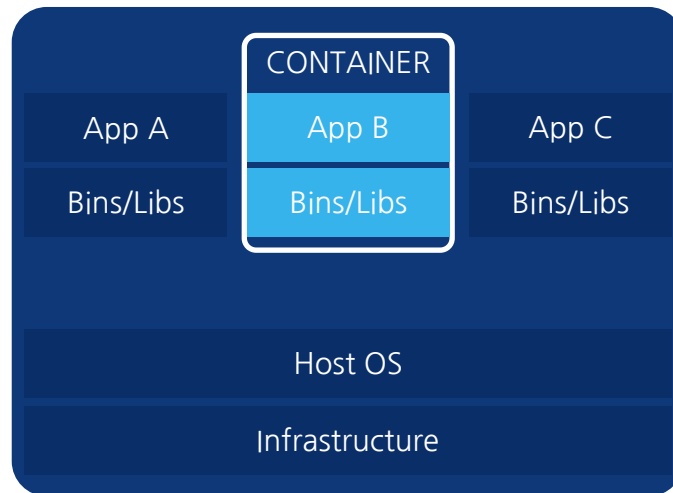 CONTAINER
App A
App B
App C
Bins/Libs
Bins/Libs
Bins/Libs
Host OS
Infrastructure